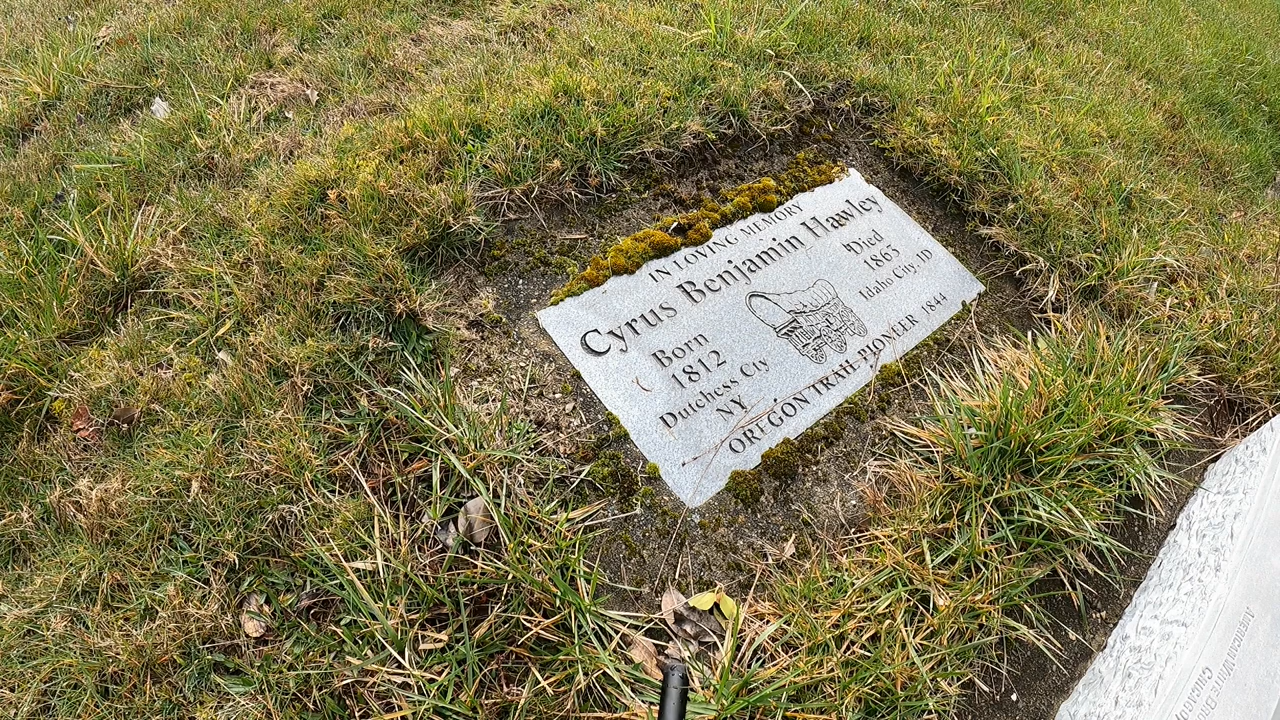 IN LOVING MEMORY
Cyrus Benjamin Hawley
Born
1812
Dutchess Cty
NY
Died
1865
Idaho City, ID
OREGON TRAIL PIONEER 1844